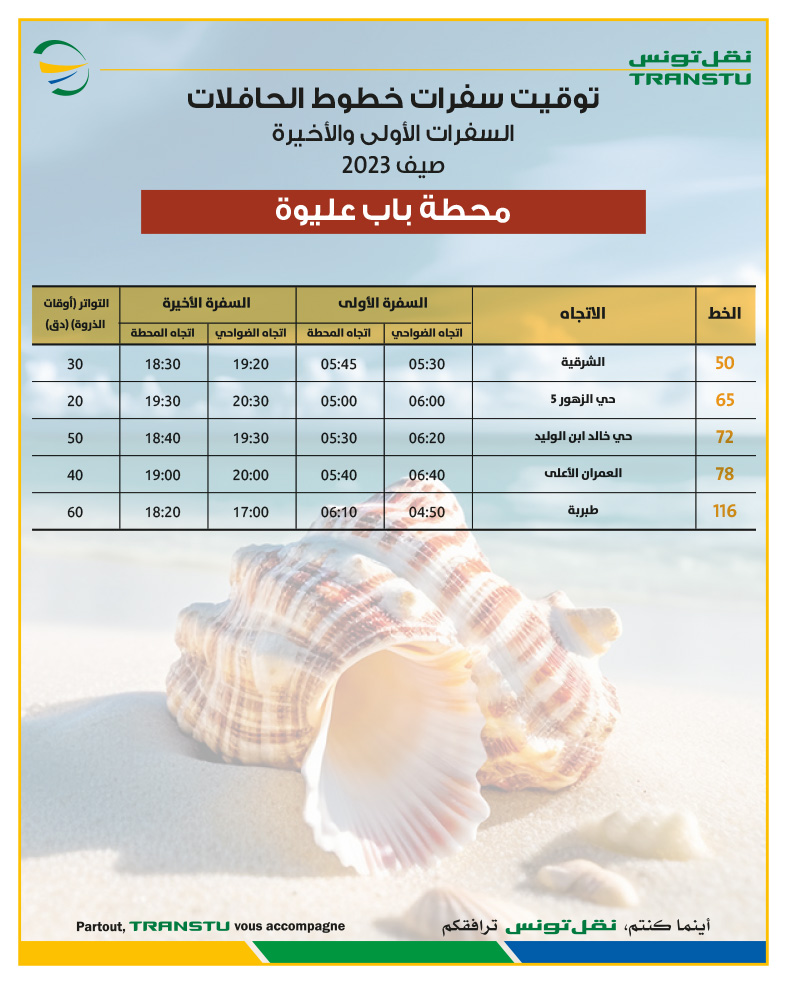 نقل تونس
TRANSTU
توقيت سفرات خطوط الحافلات
السفرات الأولى والأخيرة
صيف 2023
محطة باب عليوة
الخط الاتجاه السفرة الأولى السفرة الأخيرة التواتر (أوقات الذروة) (دق)
اتجاه الضواحي اتجاه المحطة اتجاه الضواحي اتجاه المحطة
50 الشرقية 05:30 05:45 19:20 18:30 30
65 حي الزهور 5 06:00 05:00 20:30 19:30 20
72 حي خالد ابن الوليد 06:20 05:30 19:30 18:40 50
78 العمران الأعلى 06:40 05:40 20:00 19:00 40
116 طبربة 04:50 06:10 17:00 18:20 60
أينما كنتم، نقل تونس ترافقكم
Partout, TRANSTU vous accompagne